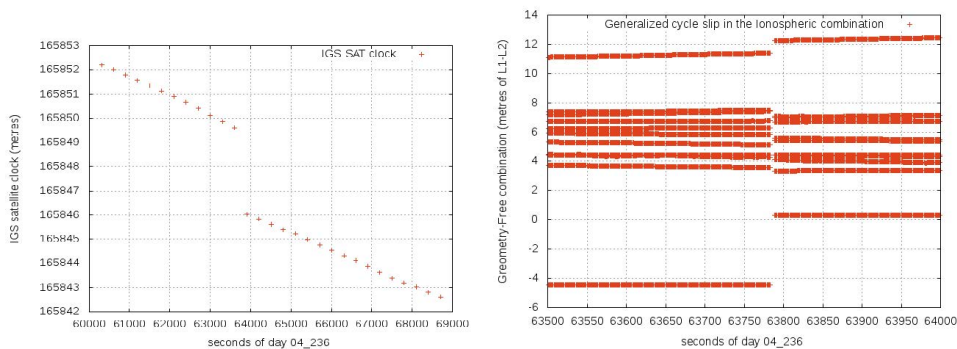 IGS SAT clock
IGS satellite clock (metres)
165853
165852
165851
165850
165849
165848
165847
165846
165845
165844
165843
165842
60000 61000 62000 63000 64000 65000 66000 67000 68000 69000
seconds of day 04_236
Generalized cycle slip in the Ionospheric combination
Greometry-Free combination (metres of L1-L2)
14
12
10
8
6
4
2
0
-2
-4
-6
63500 63550 63600 63650 63700 63750 63800 63850 63900 63950 64000
seconds of day 04_236